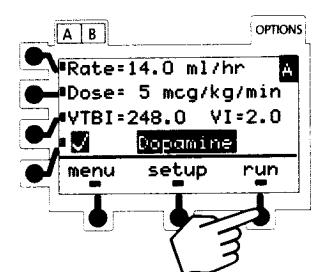 A B OPTIONS
Rate=14.0 ml/hr A
Dose= 5 mcg/kg/min
VTBI=248.0 VI=2.0
Dopamine
menu setup run